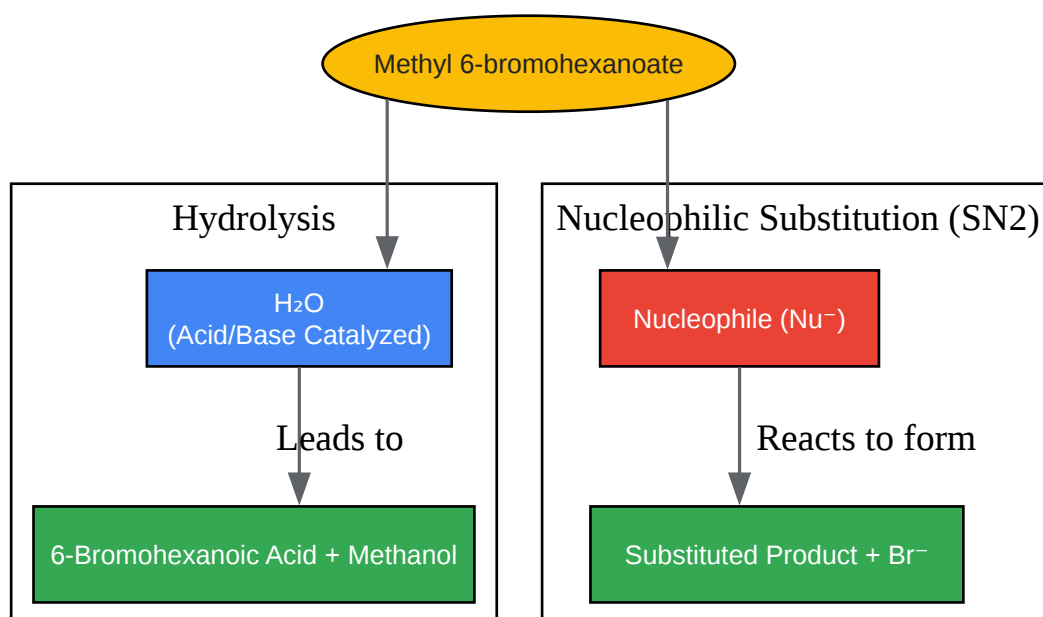 Methyl 6-bromohexanoate
Hydrolysis
H₂O
(Acid/Base Catalyzed)
Leads to
6-Bromohexanoic Acid + Methanol
Nucleophilic Substitution (SN2)
Nucleophile (Nu⁻)
Reacts to form
Substituted Product + Br⁻